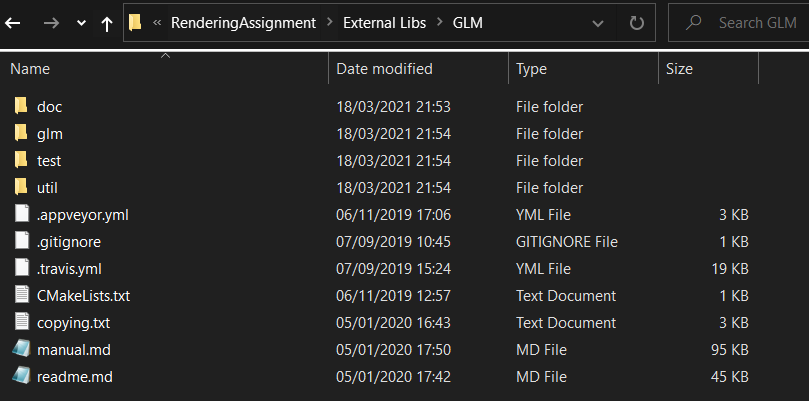 « RenderingAssignment > External Libs > GLM Search GLM
Name Date modified Type Size
doc 18/03/2021 21:53 File folder
glm 18/03/2021 21:54 File folder
test 18/03/2021 21:54 File folder
util 18/03/2021 21:54 File folder
.appveyor.yml 06/11/2019 17:06 YML File 3 KB
.gitignore 07/09/2019 10:45 GITIGNORE File 1 KB
.travis.yml 07/09/2019 15:24 YML File 19 KB
CMakeLists.txt 06/11/2019 12:57 Text Document 1 KB
copying.txt 05/01/2020 16:43 Text Document 3 KB
manual.md 05/01/2020 17:50 MD File 95 KB
readme.md 05/01/2020 17:42 MD File 45 KB